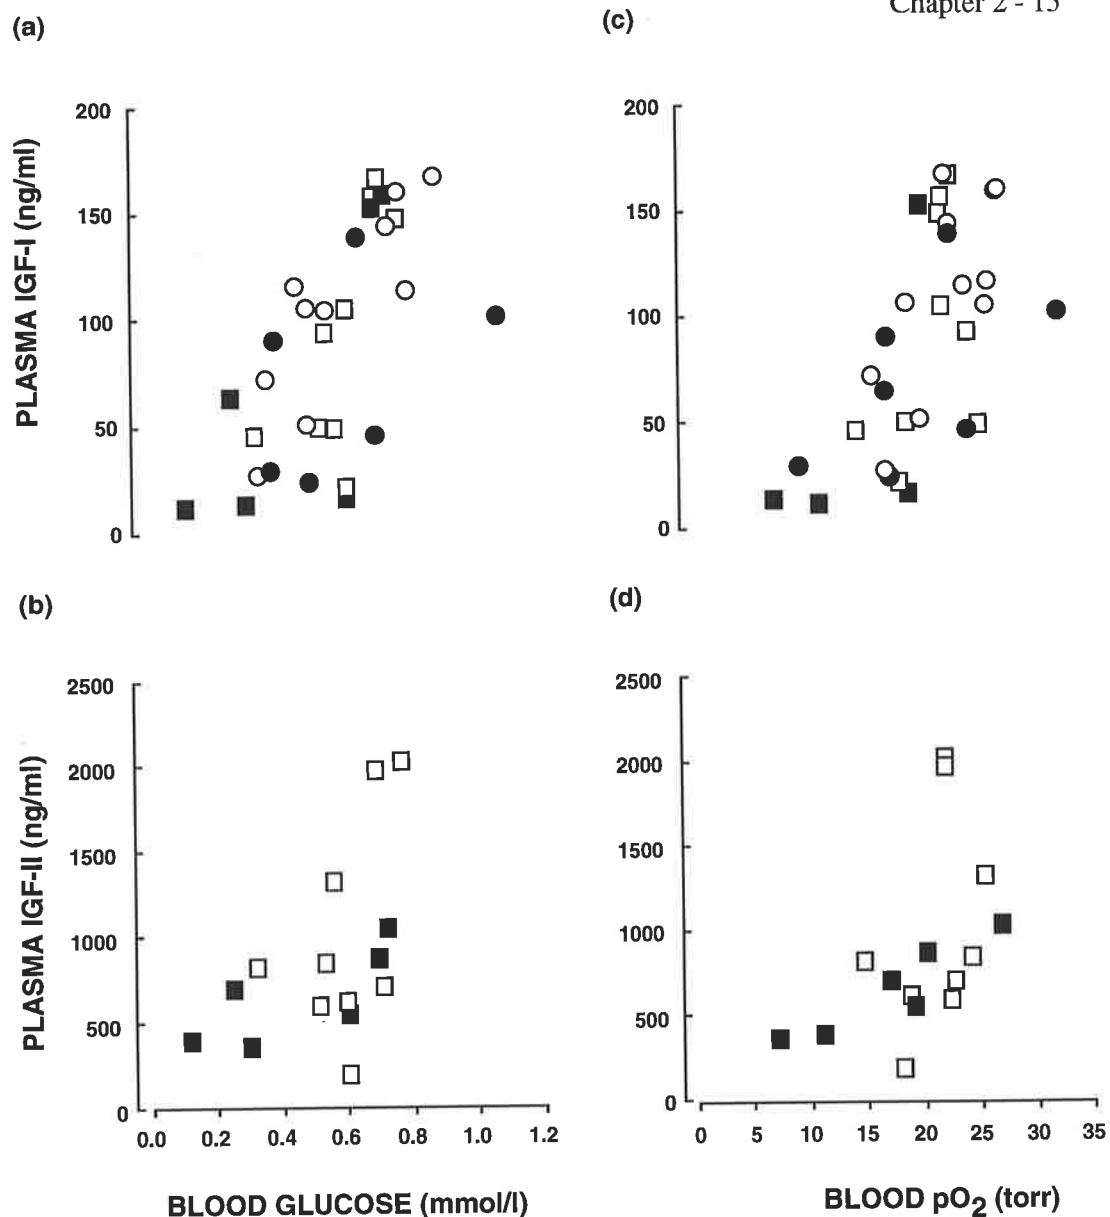 Chapter 2 - 15
(a)
PLASMA IGF-I (ng/ml)
200
150
100
50
0
(c)
200
150
100
50
0
(b)
PLASMA IGF-II (ng/ml)
2500
2000
1500
1000
500
0
0.0 0.2 0.4 0.6 0.8 1.0 1.2
BLOOD GLUCOSE (mmol/l)
(d)
2500
2000
1500
1000
500
0
0 5 10 15 20 25 30 35
BLOOD pO2 (torr)